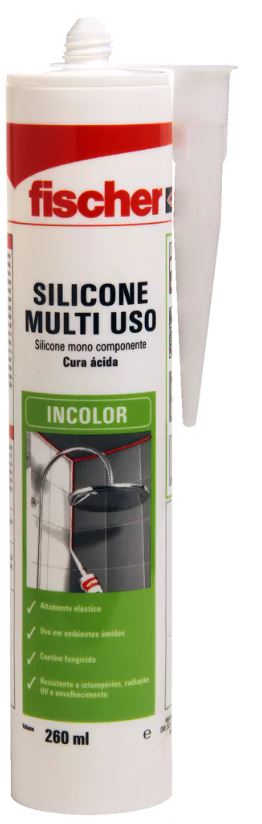 fischer
SILICONE
MULTI USO
Silicone mono componente
Cura ácida
INCOLOR
Altamente elástico
Uso em ambientes úmidos
Contém fungicida
Resistente a intempéries, radiação
UV e envelhecimento
Volume 260 ml e